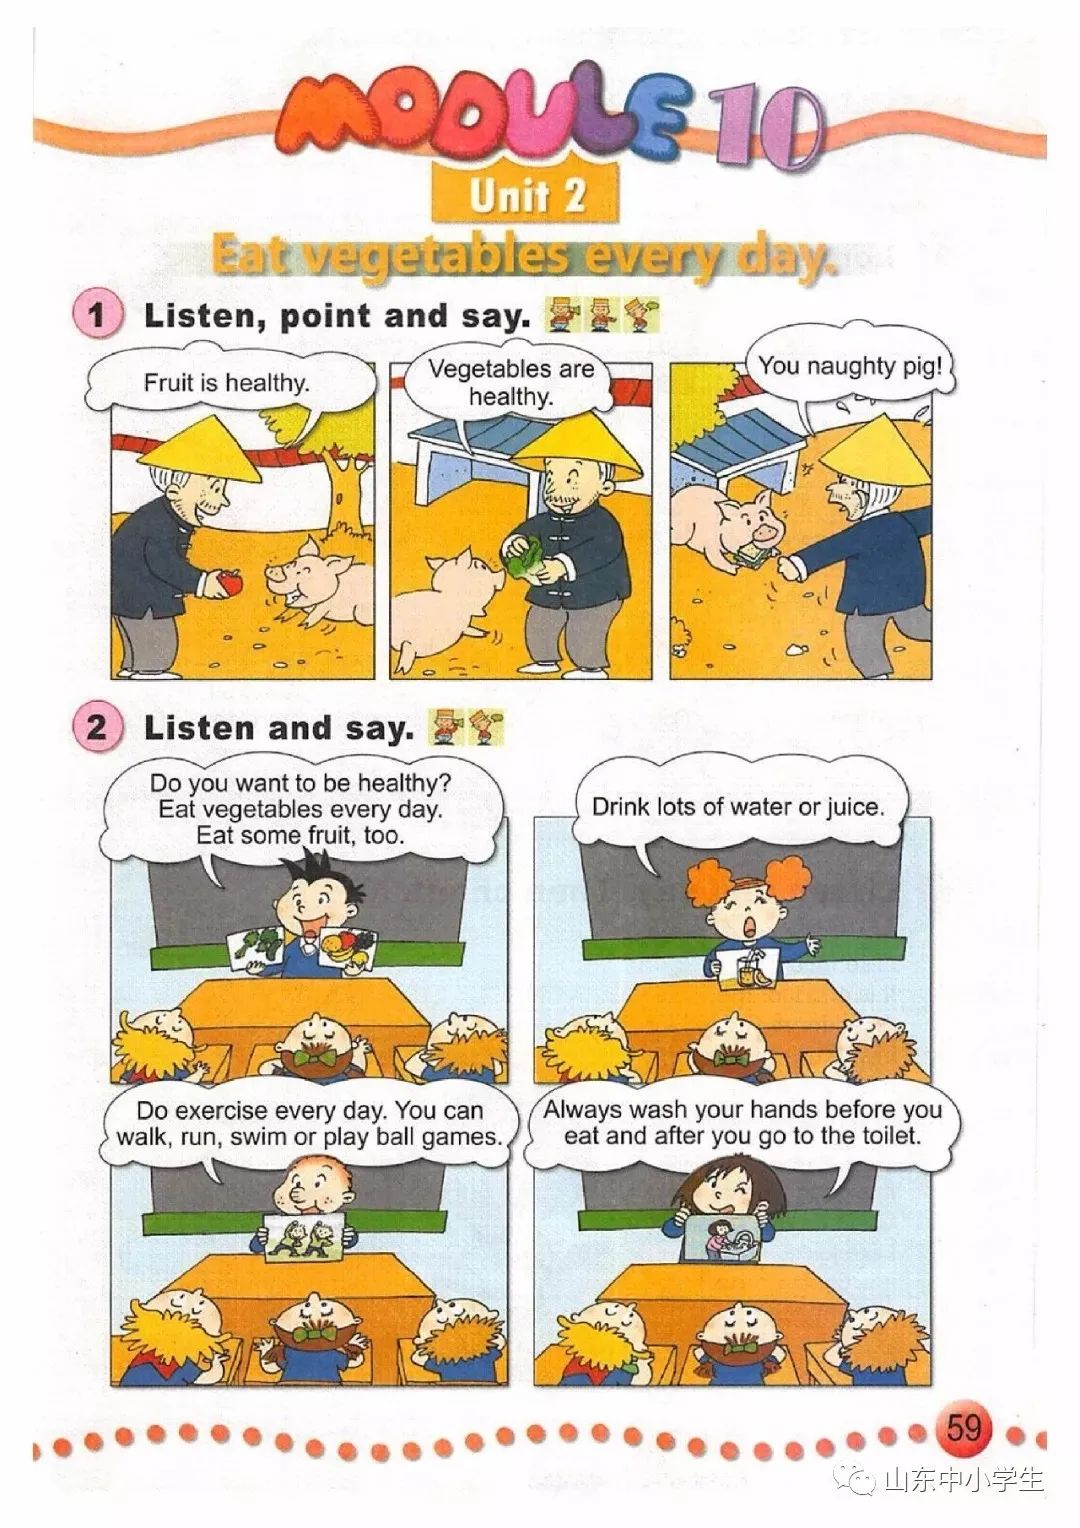 MODULE 10
Unit 2
Eat vegetables every day.
1 Listen, point and say.
Fruit is healthy.
Vegetables are
healthy.
You naughty pig!
2 Listen and say.
Do you want to be healthy?
Eat vegetables every day.
Eat some fruit, too.
Drink lots of water or juice.
Do exercise every day. You can
walk, run, swim or play ball games.
Always wash your hands before you
eat and after you go to the toilet.
59
山东中小学生